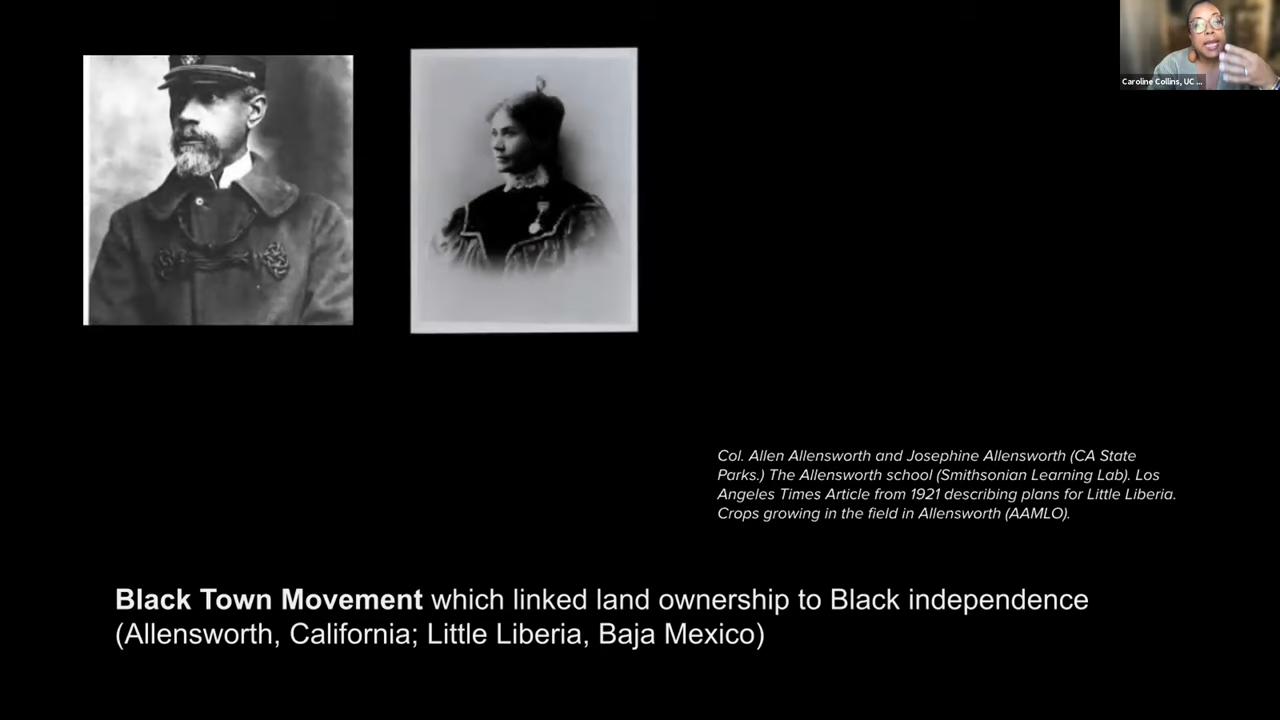 Caroline Collins, UC ...
Col. Allen Allensworth and Josephine Allensworth (CA State
Parks.) The Allensworth school (Smithsonian Learning Lab). Los
Angeles Times Article from 1921 describing plans for Little Liberia.
Crops growing in the field in Allensworth (AAMLO).
Black Town Movement which linked land ownership to Black independence
(Allensworth, California; Little Liberia, Baja Mexico)